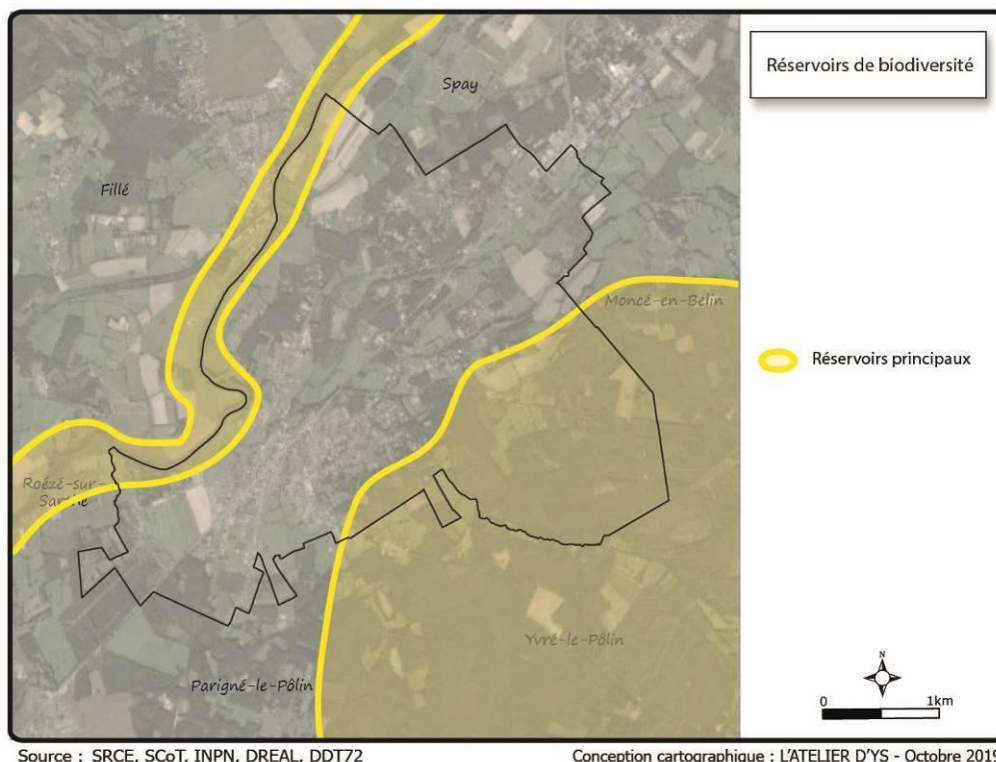 Réservoirs de biodiversité
Spay
Fillé
Moncé-en-Belin
Réservoirs principaux
Roézé-sur-
Sarthe
Yvré-le-Pôlin
Parigné-le-Pôlin
N
0 1km
Source : SRCE, SCoT, INPN, DREAL, DDT72
Conception cartographique : L'ATELIER D'YS - Octobre 2019